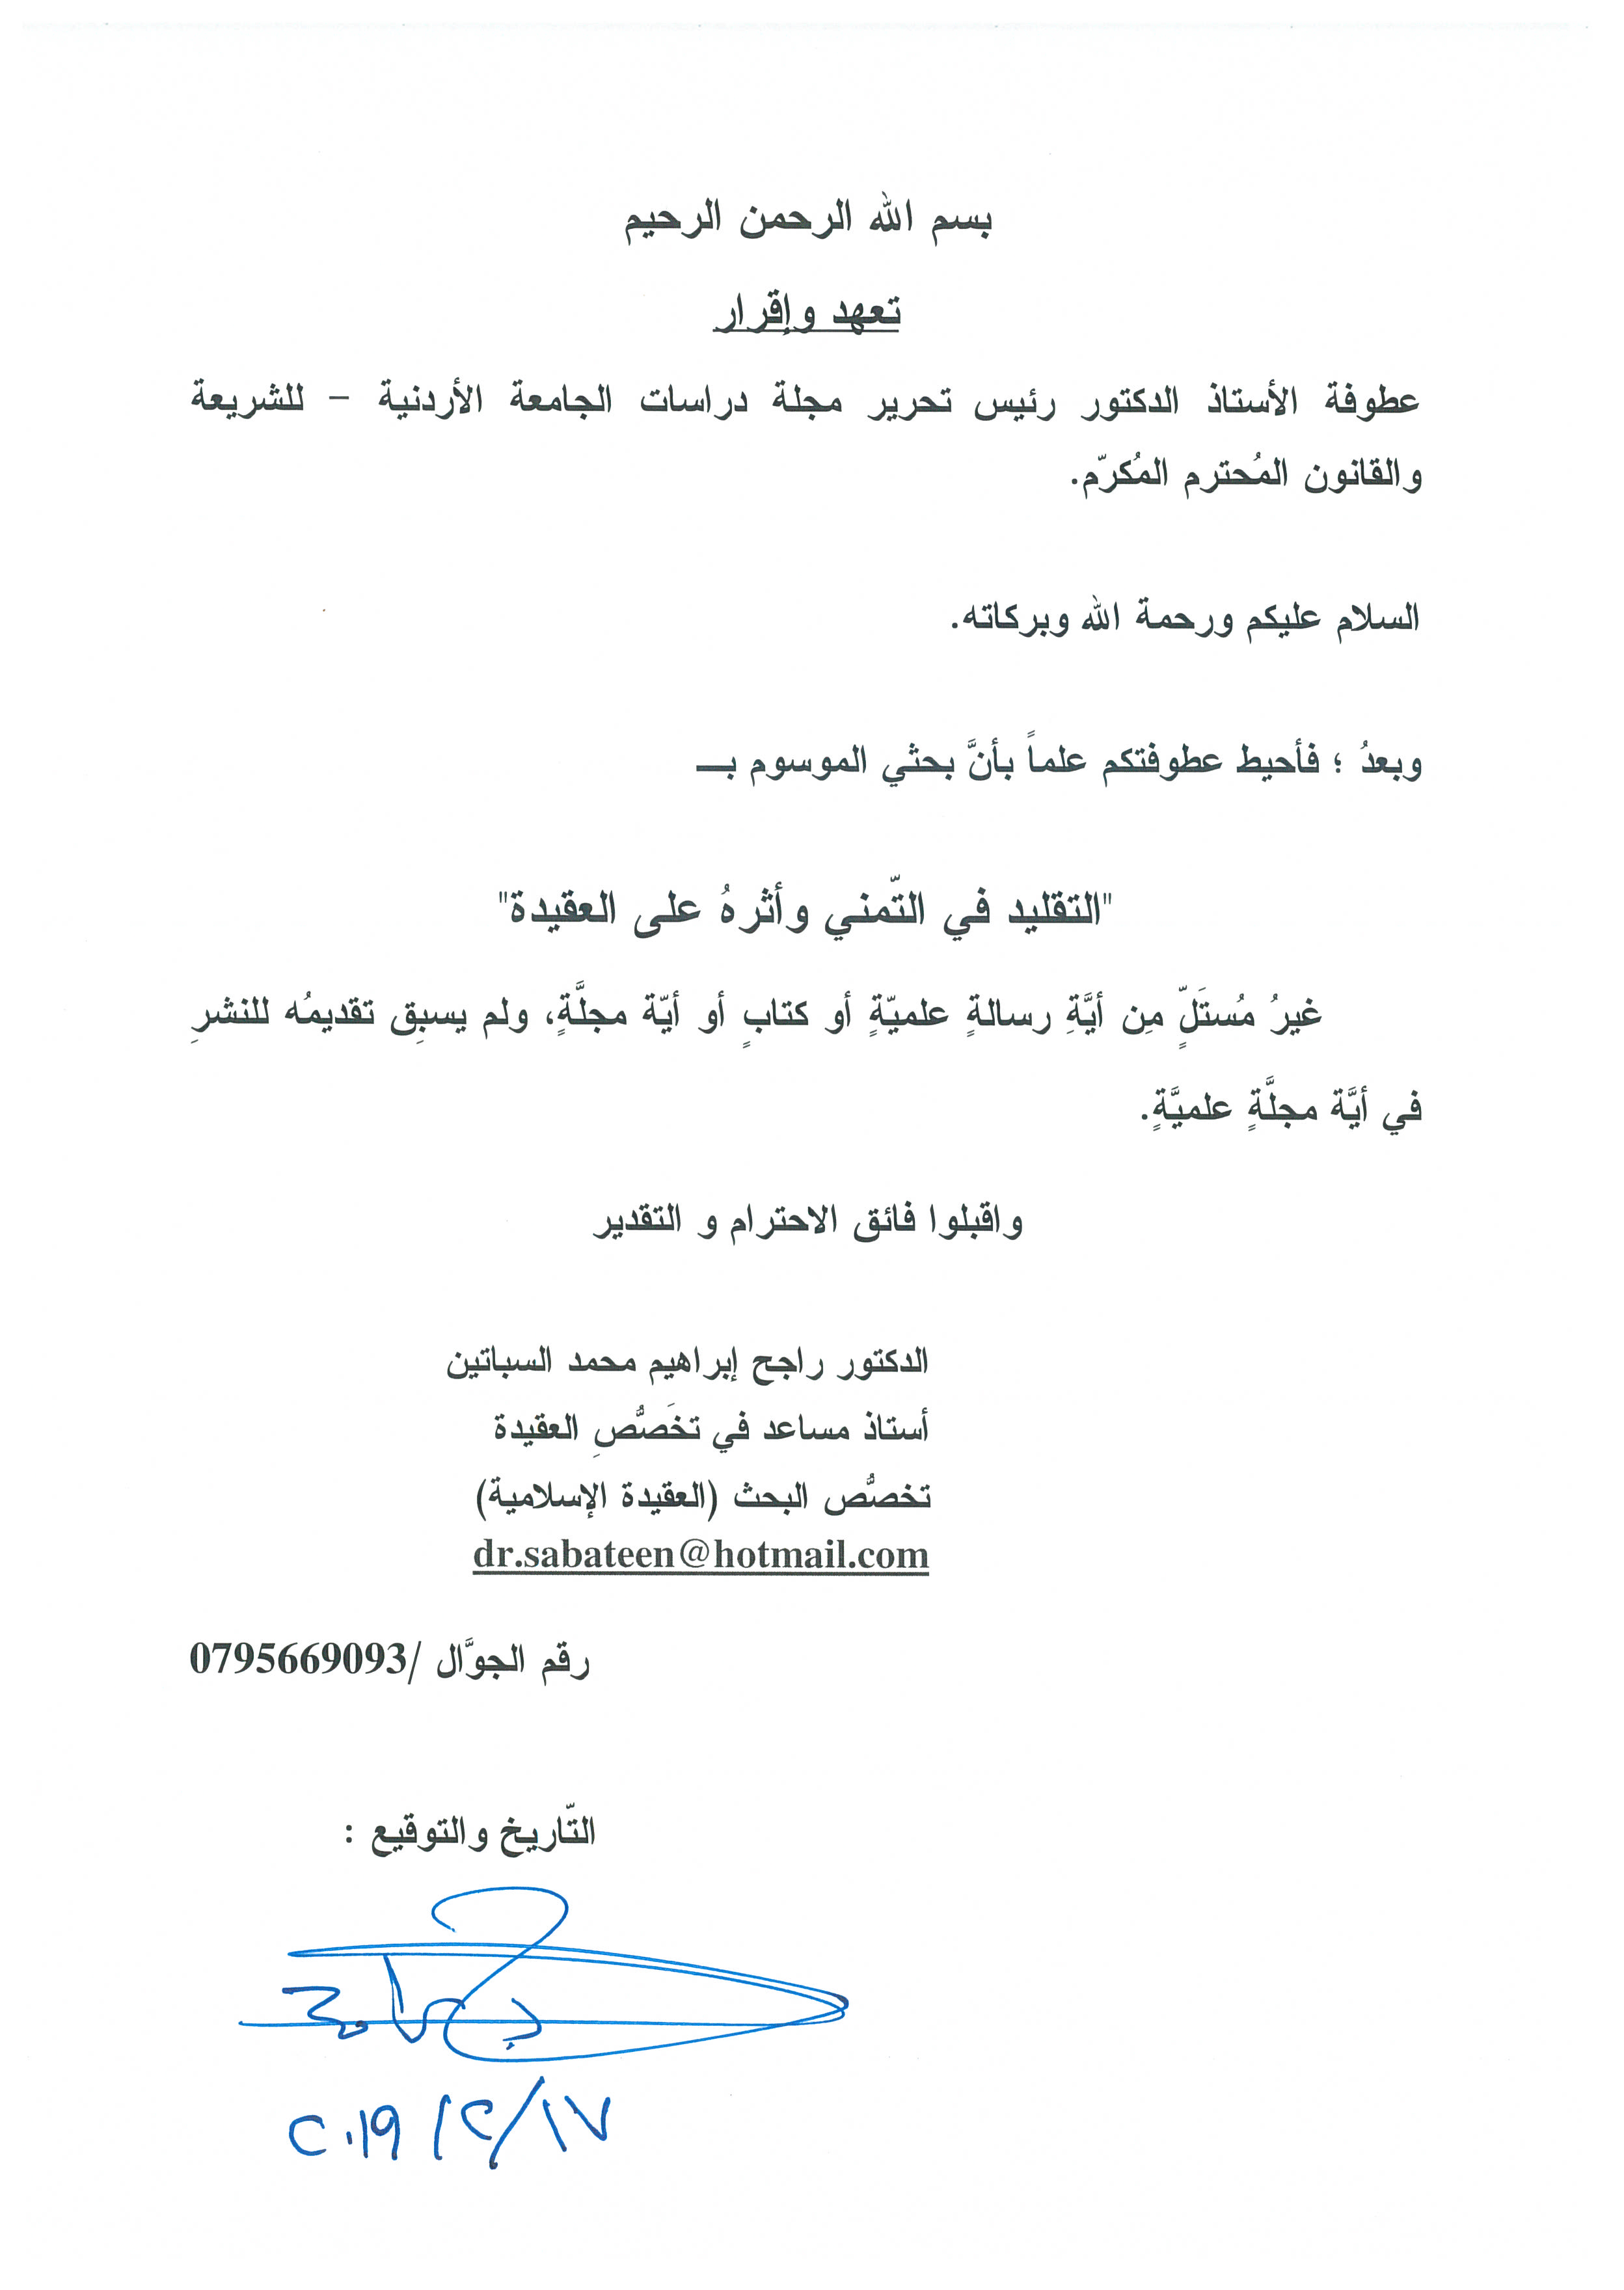 بسم الله الرحمن الرحيم
تعهد وإقرار
عطوفة الأستاذ الدكتور رئيس تحرير مجلة دراسات الجامعة الأردنية – للشريعة
والقانون المُحترم المُكرّم.
السلام عليكم ورحمة الله وبركاته.
وبعدُ ؛ فأحيط عطوفتكم علماً بأنَّ بحثي الموسوم بــ
"التقليد في التّمني وأثرهُ على العقيدة"
غيرُ مُستَلٍّ مِن أيَّةِ رسالةٍ علميّةٍ أو كتابٍ أو أيّة مجلَّةٍ، ولم يسبِق تقديمُه للنشرِ
في أيَّة مجلَّةٍ علميَّةٍ.
واقبلوا فائق الاحترام و التقدير
الدكتور راجح إبراهيم محمد السباتين
أستاذ مساعد في تخَصُّصِ العقيدة
تخصُّص البحث (العقيدة الإسلامية)
dr.sabateen@hotmail.com
رقم الجوَّال /0795669093
التّاريخ والتوقيع :